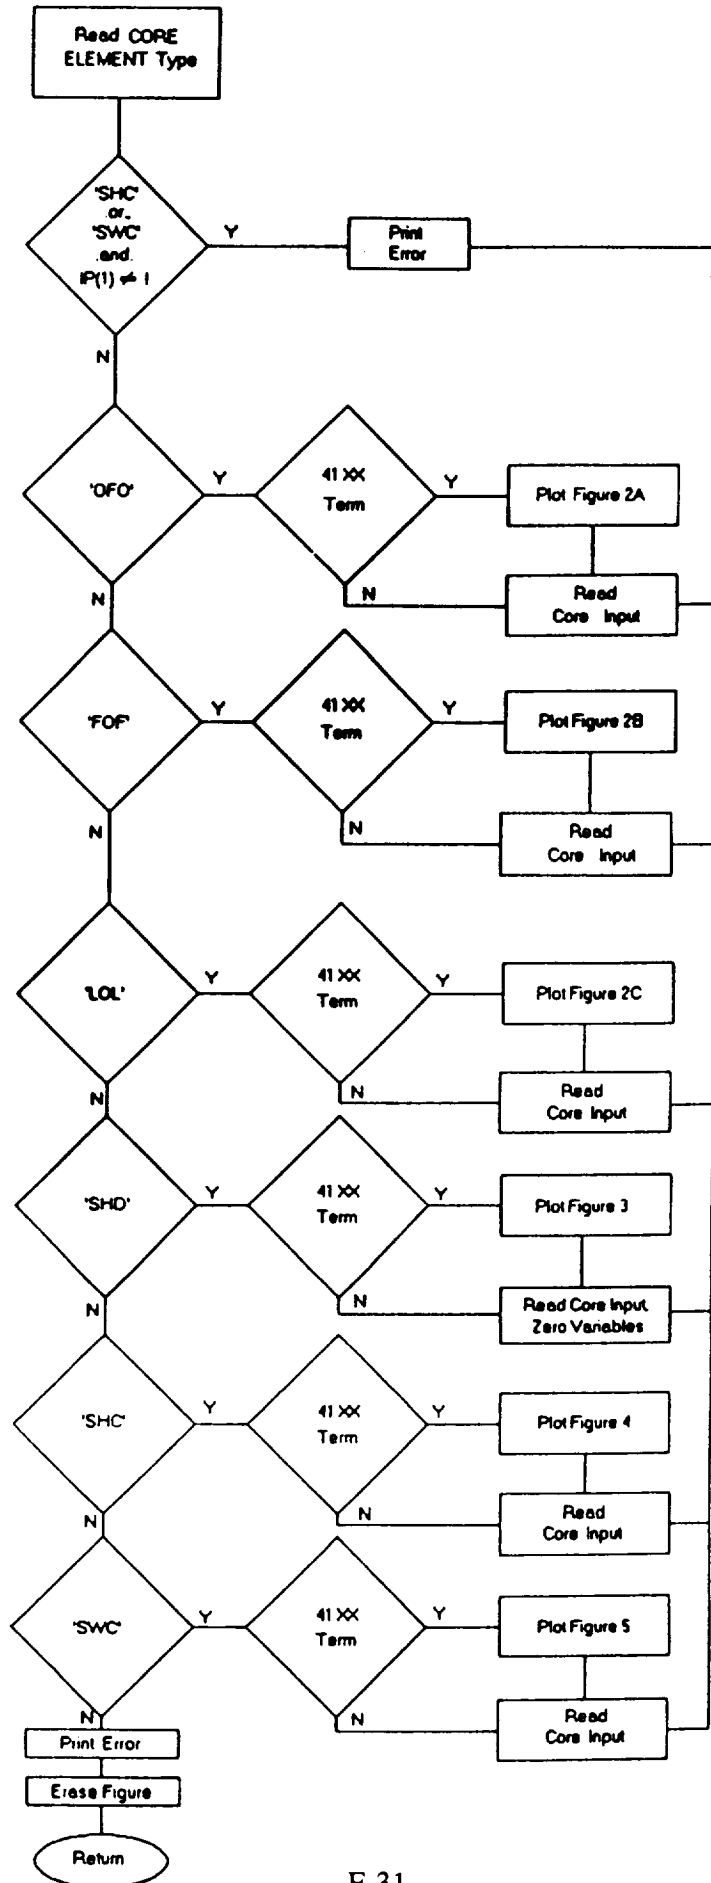 Read CORE
ELEMENT Type
'SHC'
.or.
'SWC'
.and.
IP(1) ≠ 1
Y
Print
Error
N
'OFO'
Y
41 XX
Term
Y
Plot Figure 2A
N
N
Read
Core Input
'FOF'
Y
41 XX
Term
Y
Plot Figure 2B
N
N
Read
Core Input
'LOL'
Y
41 XX
Term
Y
Plot Figure 2C
N
N
Read
Core Input
'SHD'
Y
41 XX
Term
Y
Plot Figure 3
N
N
Read Core Input
Zero Variables
'SHC'
Y
41 XX
Term
Y
Plot Figure 4
N
N
Read
Core Input
'SWC'
Y
41 XX
Term
Y
Plot Figure 5
N
N
Read
Core Input
Print Error
Erase Figure
Return